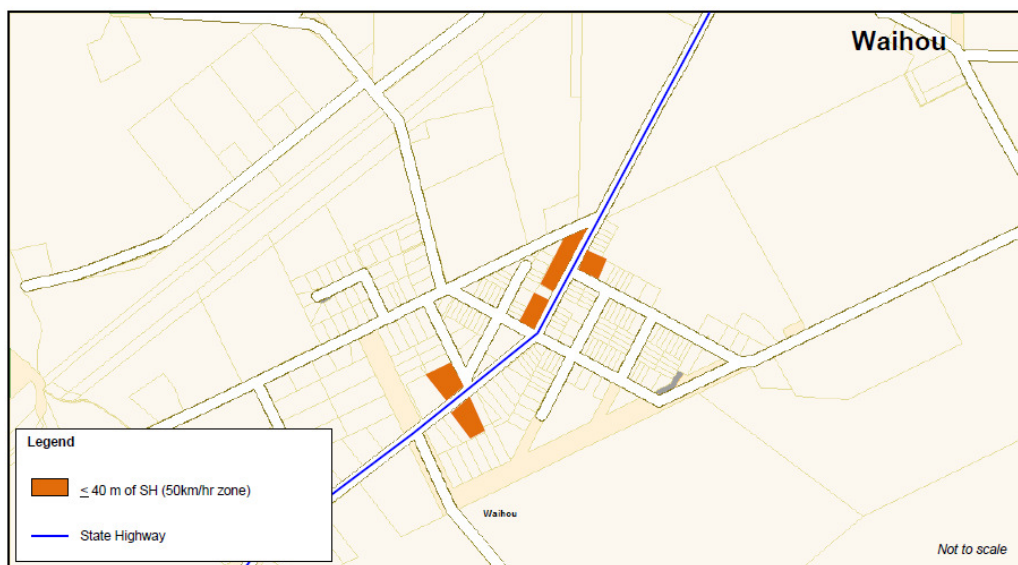 Waihou
Legend
≤ 40 m of SH (50km/hr zone)
State Highway
Waihou
Not to scale